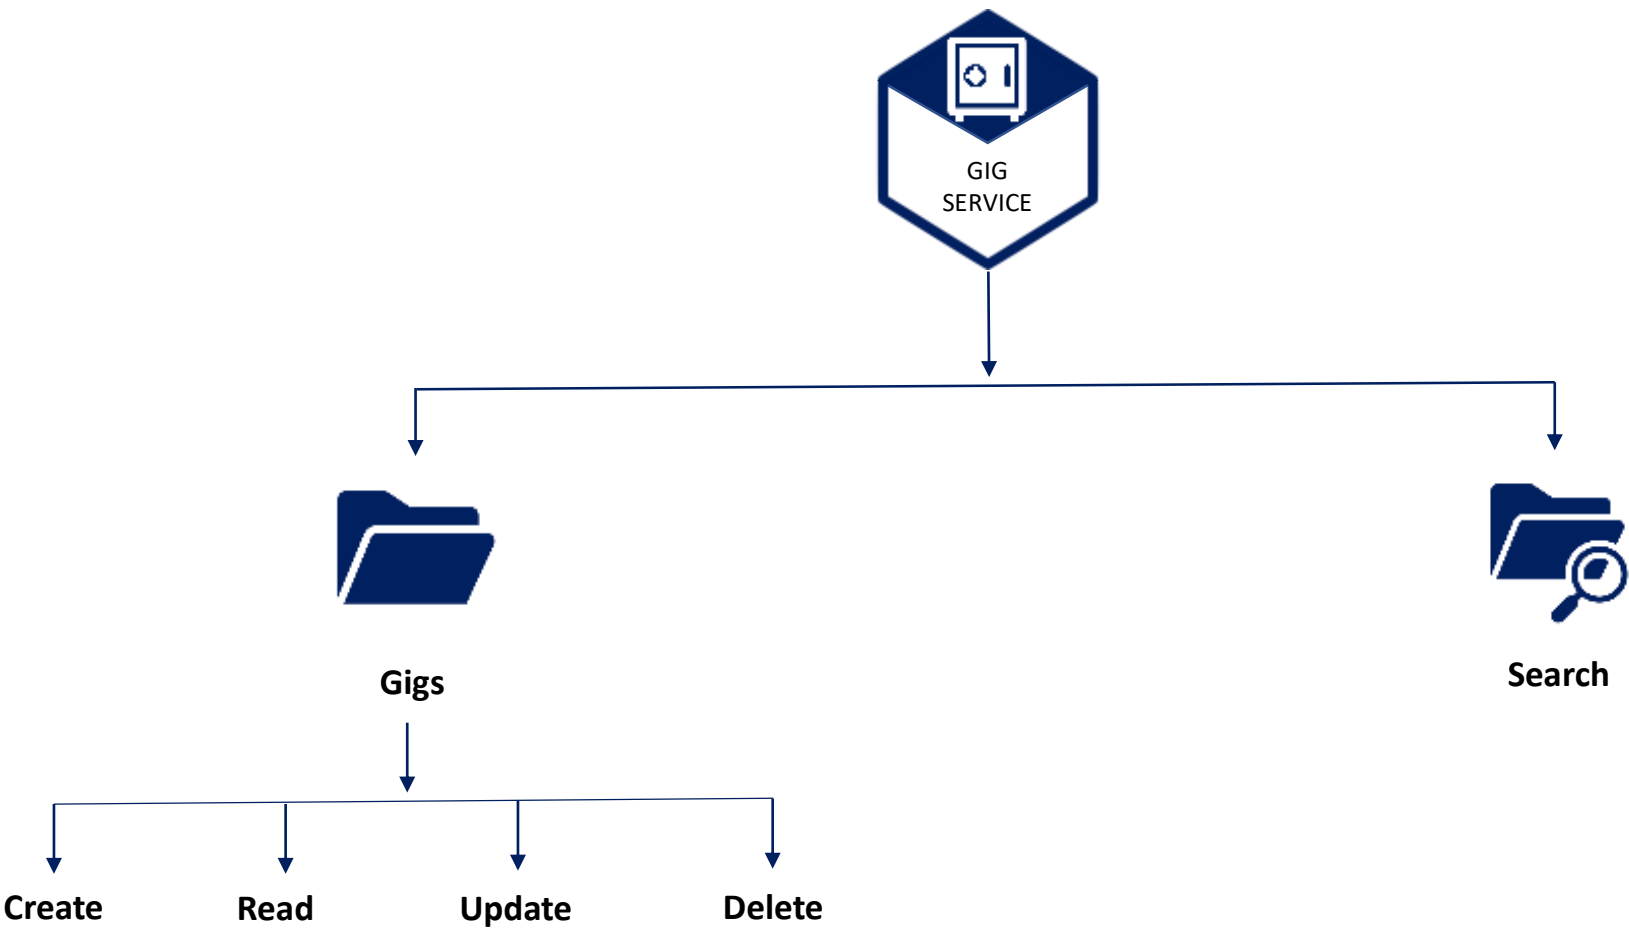 GIG
SERVICE
Gigs
Search
Create
Read
Update
Delete